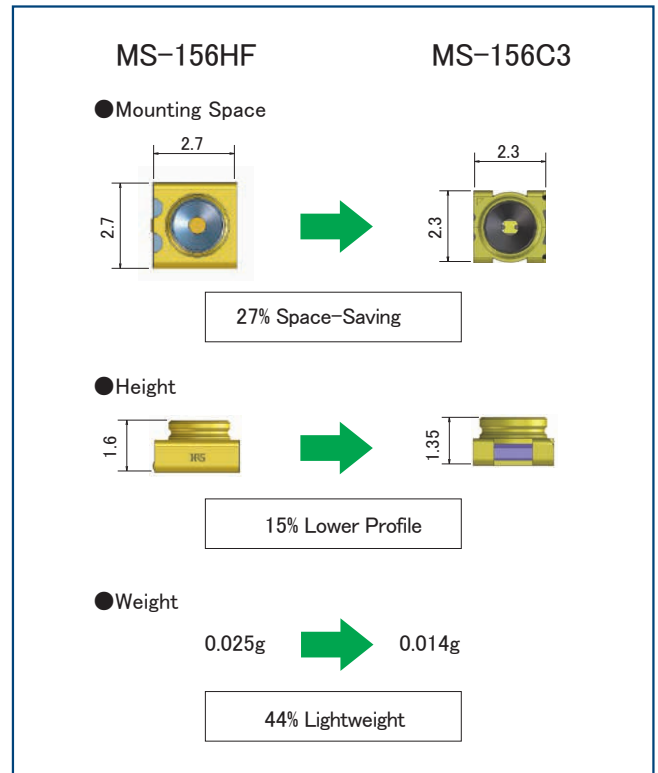 MS-156HF MS-156C3
●Mounting Space
2.7 2.3
2.7 2.3
27% Space-Saving
●Height
1.6 HRS 1.35
15% Lower Profile
●Weight
0.025g 0.014g
44% Lightweight